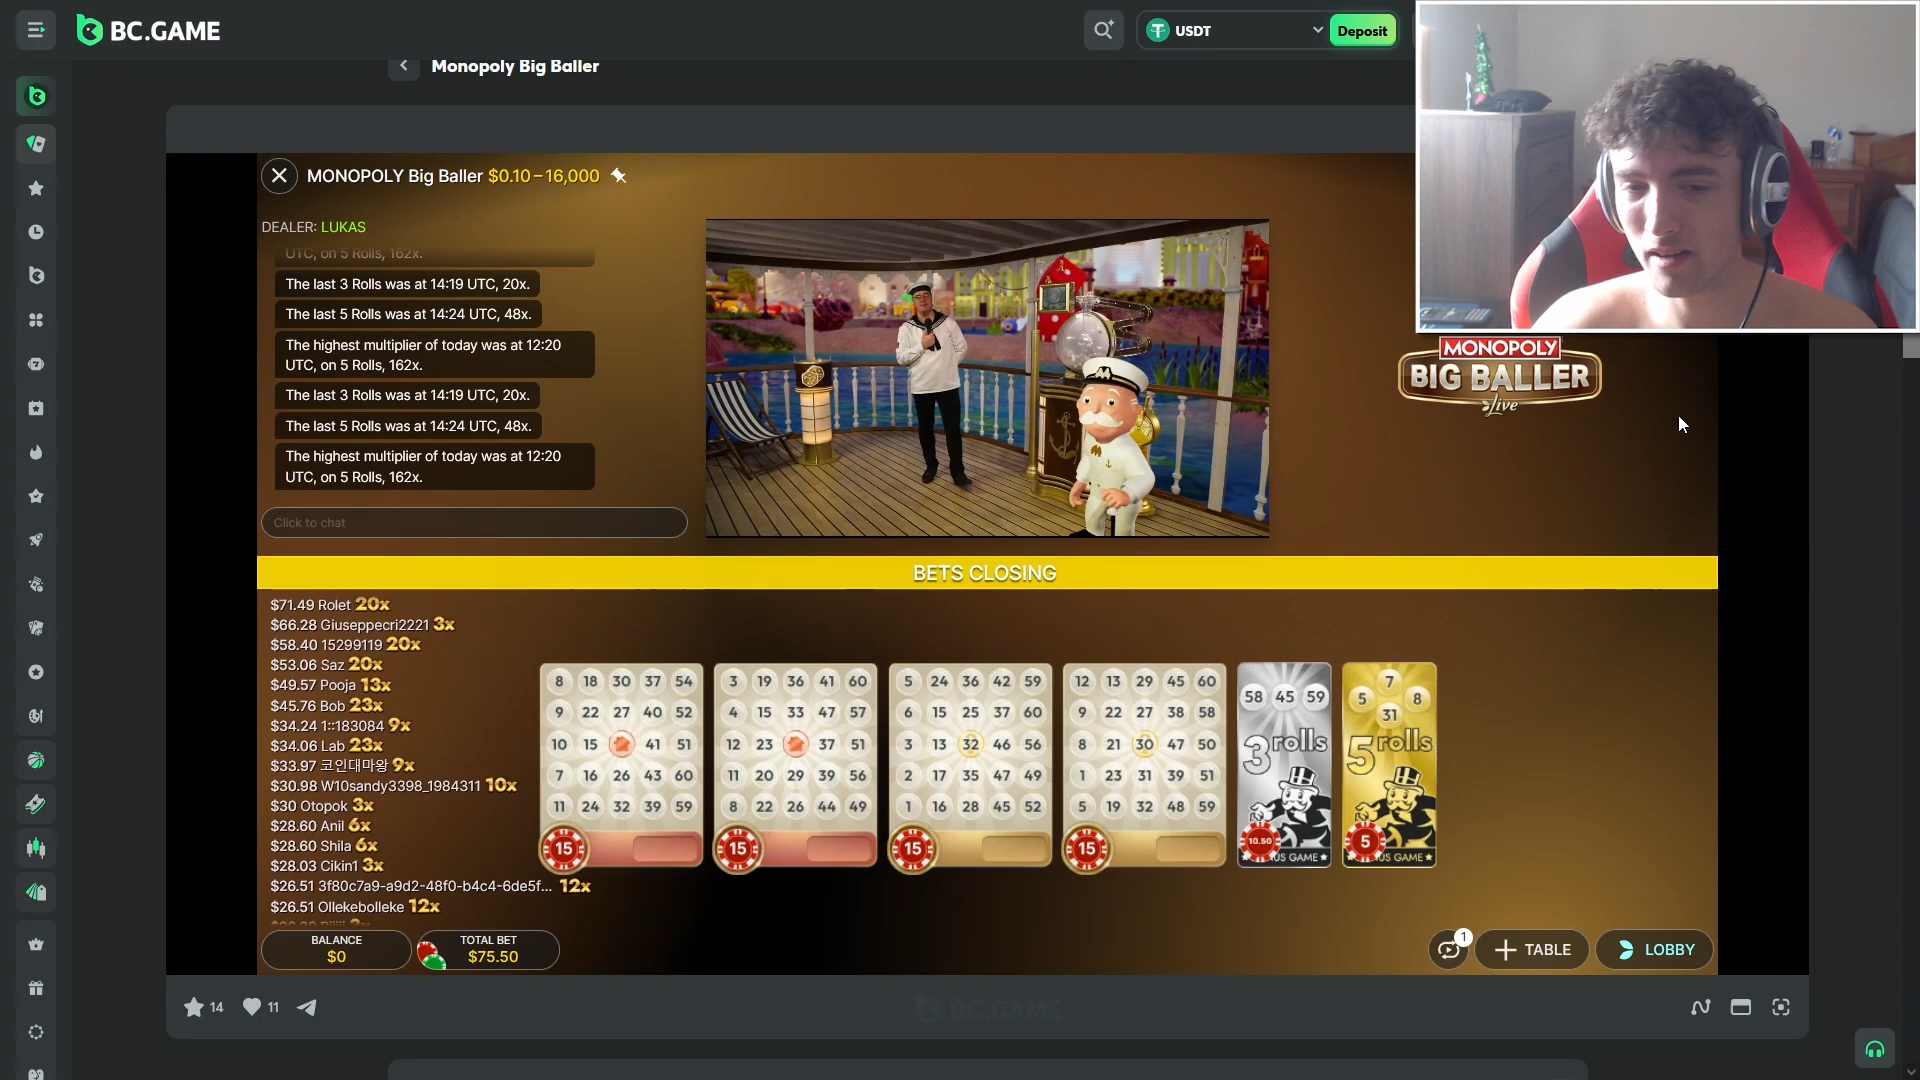 BC.GAME
USDT
Deposit
Monopoly Big Baller
MONOPOLY Big Baller $0.10–16,000
DEALER: LUKAS
UTC, on 5 Rolls, 162x.
The last 3 Rolls was at 14:19 UTC, 20x.
The last 5 Rolls was at 14:24 UTC, 48x.
The highest multiplier of today was at 12:20
UTC, on 5 Rolls, 162x.
The last 3 Rolls was at 14:19 UTC, 20x.
The last 5 Rolls was at 14:24 UTC, 48x.
The highest multiplier of today was at 12:20
UTC, on 5 Rolls, 162x.
Click to chat
MONOPOLY
BIG BALLER
Live
BETS CLOSING
$71.49 Rolet 20x
$66.28 Giuseppecri2221 3x
$58.40 15299119 20x
$53.06 Saz 20x
$49.57 Pooja 13x
$45.76 Bob 23x
$34.24 1::183084 9x
$34.06 Lab 23x
$33.97 코인대마왕 9x
$30.98 W10sandy3398_1984311 10x
$30 Otopok 3x
$28.60 Anil 6x
$28.60 Shila 6x
$28.03 Cikin1 3x
$26.51 3f80c7a9-a9d2-48f0-b4c4-6de5f... 12x
$26.51 Ollekebolleke 12x
8 18 30 37 54
9 22 27 40 52
10 15 41 51
7 16 26 43 60
11 24 32 39 59
15
3 19 36 41 60
4 15 33 47 57
12 23 37 51
11 20 29 39 56
8 22 26 44 49
15
5 24 36 42 59
6 15 25 37 60
3 13 32 46 56
2 17 35 47 49
1 16 28 45 52
15
12 13 29 45 60
9 22 27 38 58
8 21 30 47 50
1 23 31 39 51
5 19 32 48 59
15
58 45 59
3 rolls
10.50
US GAME
7
5 8
31
5 rolls
5
US GAME
BALANCE
$0
TOTAL BET
$75.50
1
TABLE
LOBBY
14
11
BC.GAME